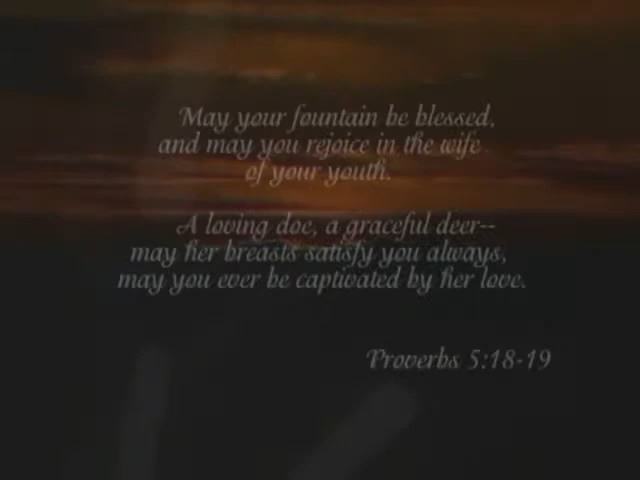 May your fountain be blessed,
and may you rejoice in the wife
of your youth.
A loving doe, a graceful deer--
may her breasts satisfy you always,
may you ever be captivated by her love.
Proverbs 5:18-19